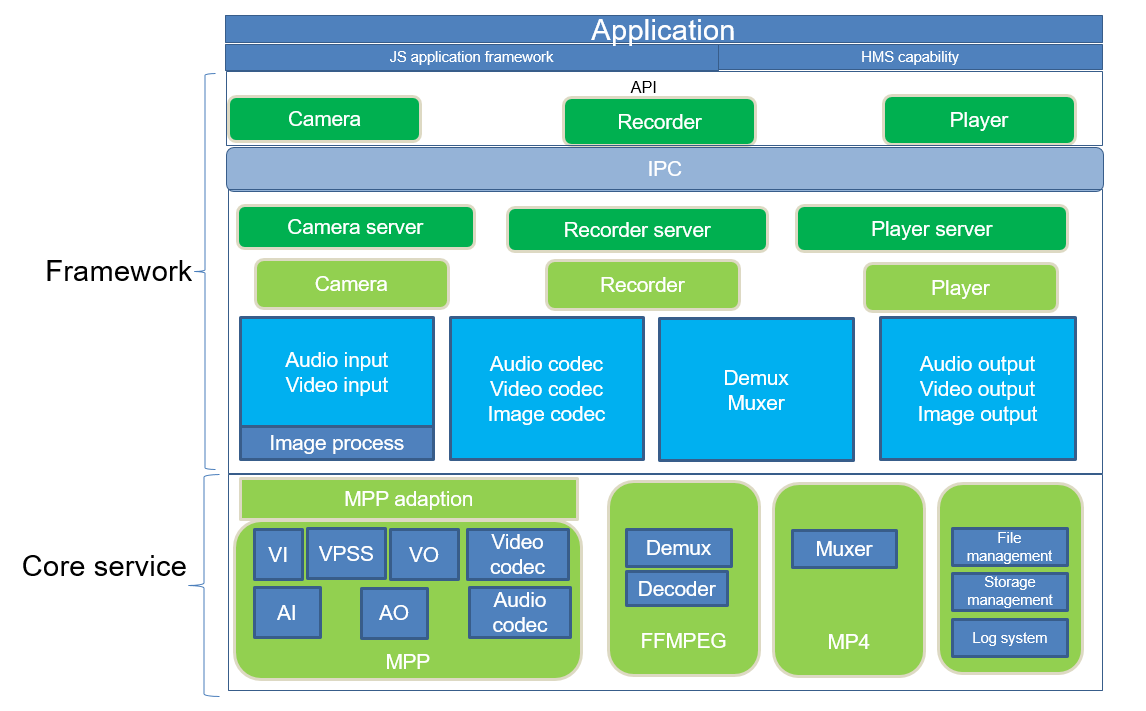 Application
JS application framework
HMS capability
API
Camera
Recorder
Player
IPC
Framework
Camera server
Recorder server
Player server
Camera
Recorder
Player
Audio input
Video input
Image process
Audio codec
Video codec
Image codec
Demux
Muxer
Audio output
Video output
Image output
Core service
MPP adaption
VI
VPSS
VO
Video
codec
AI
AO
Audio
codec
MPP
Demux
Decoder
FFMPEG
Muxer
MP4
File
management
Storage
management
Log system